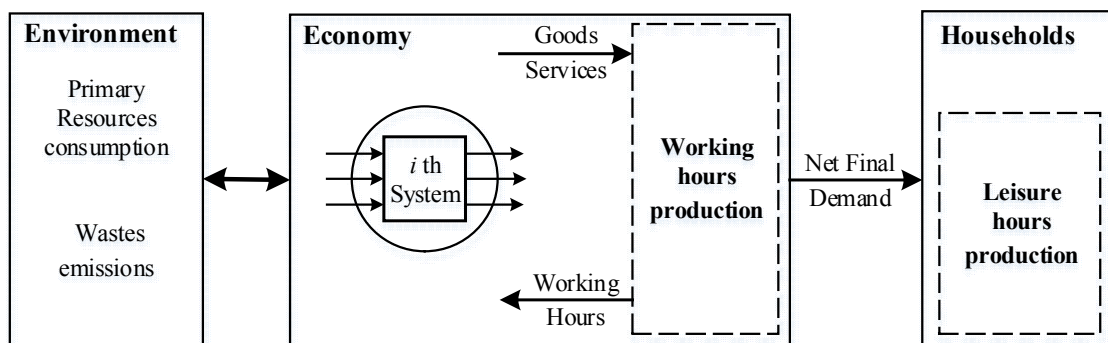 Environment
Primary
Resources
consumption
Wastes
emissions
Economy
i th
System
Goods
Services
Working
hours
production
Working
Hours
Net Final
Demand
Households
Leisure
hours
production